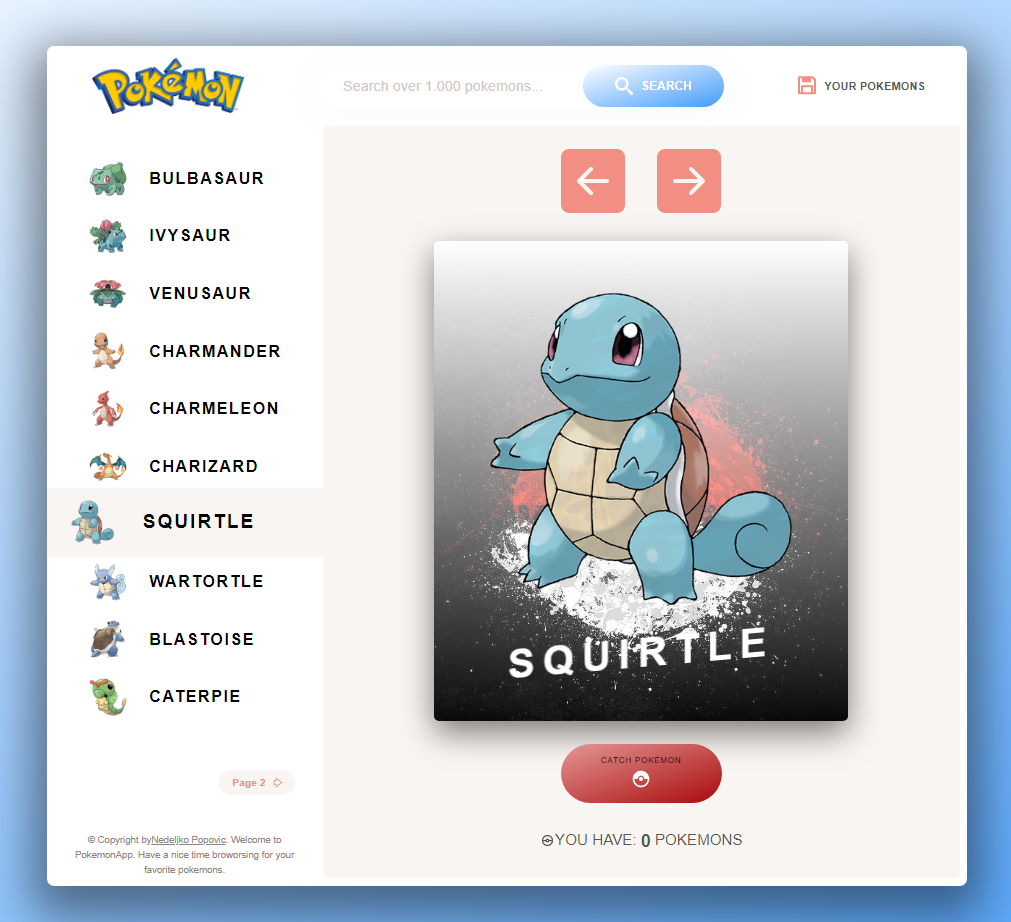 POKéMON
Search over 1.000 pokemons...
SEARCH
YOUR POKEMONS
BULBASAUR
IVYSAUR
VENUSAUR
CHARMANDER
CHARMELEON
CHARIZARD
SQUIRTLE
WARTORTLE
BLASTOISE
CATERPIE
Page 2
© Copyright byNedeljko Popovic. Welcome to
PokemonApp. Have a nice time broworsing for your
favorite pokemons.
SQUIRTLE
CATCH POKEMON
YOU HAVE: 0 POKEMONS